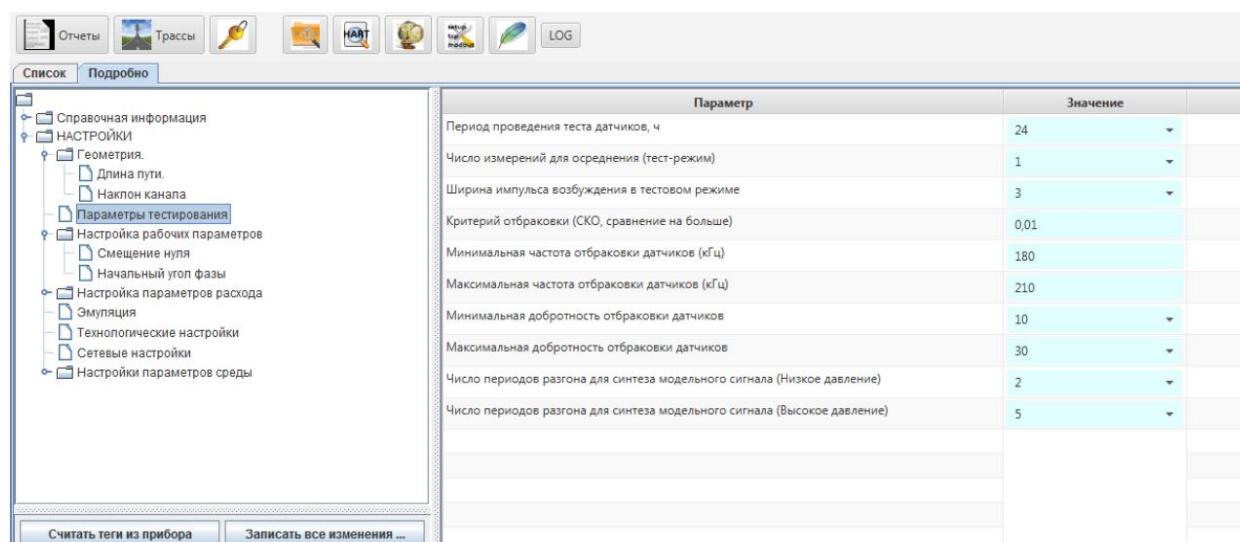 Отчеты
Трассы
HART
setup
tcp
modbus
LOG
Список
Подробно
Справочная информация
НАСТРОЙКИ
Геометрия.
Длина пути.
Наклон канала
Параметры тестирования
Настройка рабочих параметров
Смещение нуля
Начальный угол фазы
Настройка параметров расхода
Эмуляция
Технологические настройки
Сетевые настройки
Настройки параметров среды
Считать теги из прибора
Записать все изменения ...
Параметр Значение
Период проведения теста датчиков, ч 24
Число измерений для осреднения (тест-режим) 1
Ширина импульса возбуждения в тестовом режиме 3
Критерий отбраковки (СКО, сравнение на больше) 0,01
Минимальная частота отбраковки датчиков (кГц) 180
Максимальная частота отбраковки датчиков (кГц) 210
Минимальная добротность отбраковки датчиков 10
Максимальная добротность отбраковки датчиков 30
Число периодов разгона для синтеза модельного сигнала (Низкое давление) 2
Число периодов разгона для синтеза модельного сигнала (Высокое давление) 5